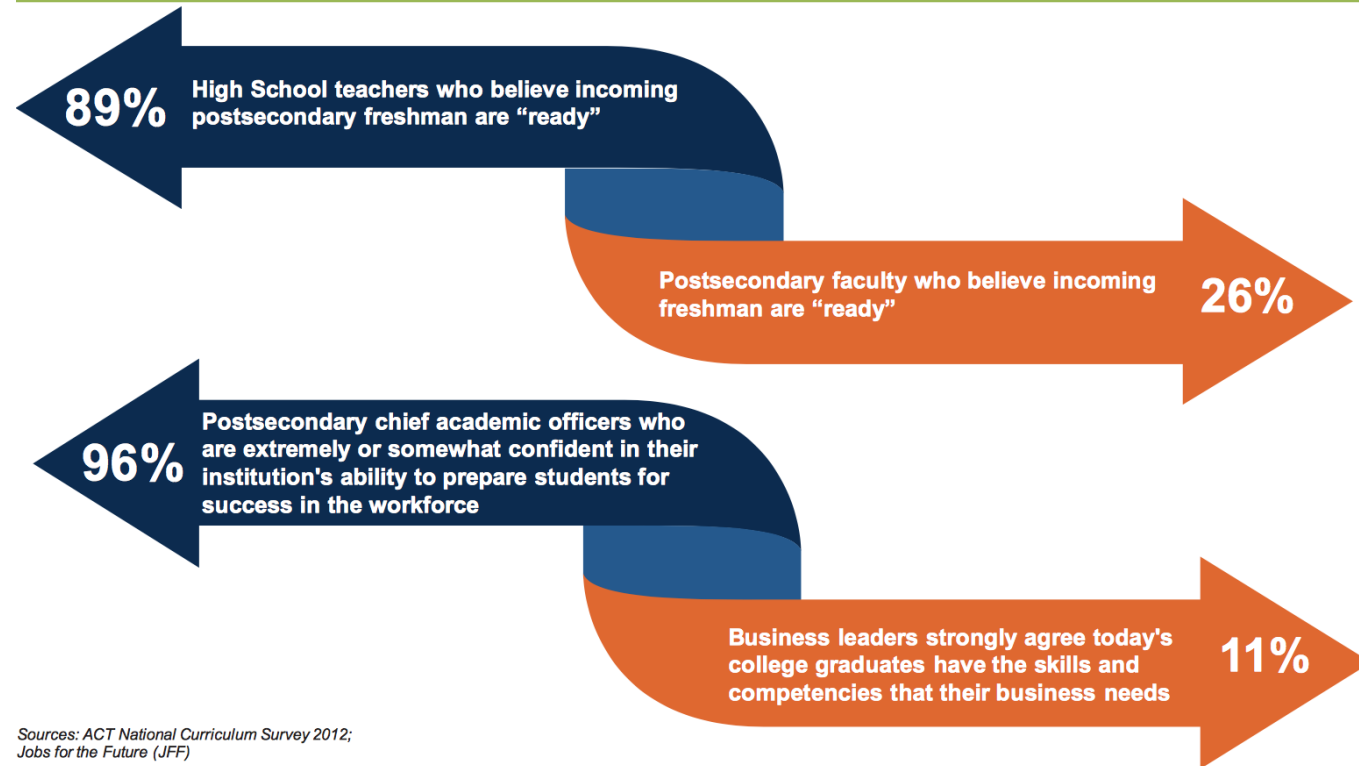 89%
High School teachers who believe incoming
postsecondary freshman are “ready”
Postsecondary faculty who believe incoming
freshman are “ready”
26%
96%
Postsecondary chief academic officers who
are extremely or somewhat confident in their
institution's ability to prepare students for
success in the workforce
Business leaders strongly agree today's
college graduates have the skills and
competencies that their business needs
11%
Sources: ACT National Curriculum Survey 2012;
Jobs for the Future (JFF)